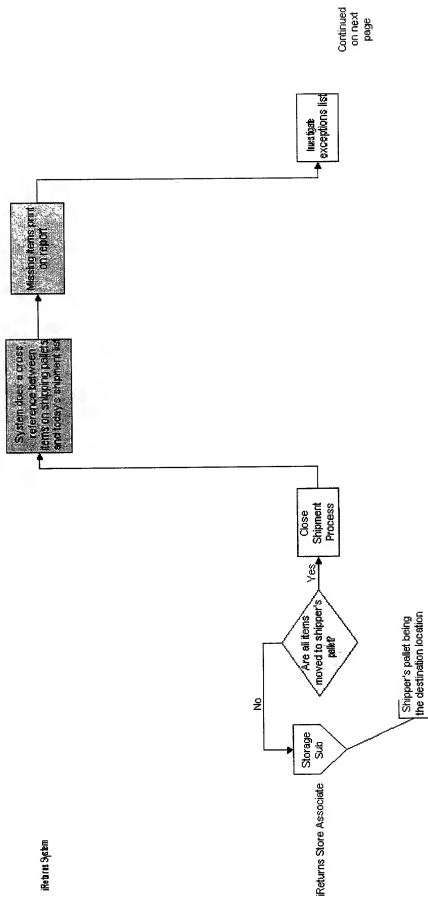 iReturns System
System does a cross
reference between
items on shipping pallets
and today's shipment list
Missing items print
on report
Investigate
exceptions list
Continued
on next
page
iReturns Store Associate
Storage
Sub
No
Are all items
moved to shipper's
pallet?
Yes
Close
Shipment
Process
Shipper's pallet being
the destination location